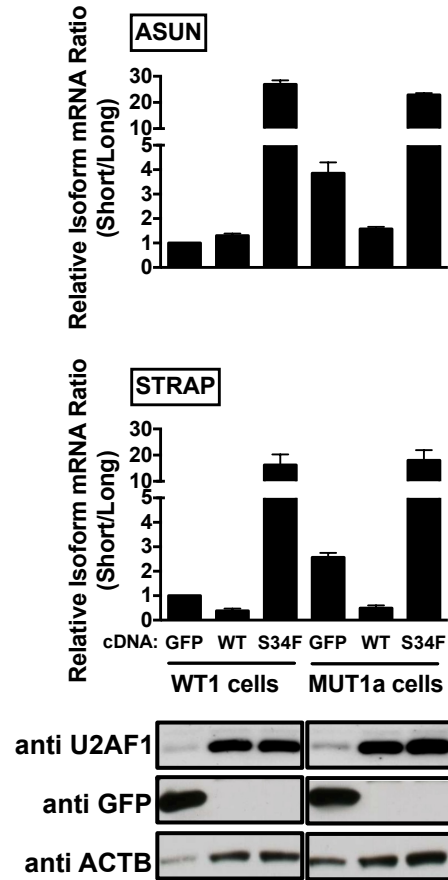 ASUN
Relative Isoform mRNA Ratio
(Short/Long)
30
20
10
5
4
3
2
1
0
STRAP
Relative Isoform mRNA Ratio
(Short/Long)
30
20
10
5
4
3
2
1
0
cDNA: GFP WT S34F GFP WT S34F
WT1 cells MUT1a cells
anti U2AF1
anti GFP
anti ACTB